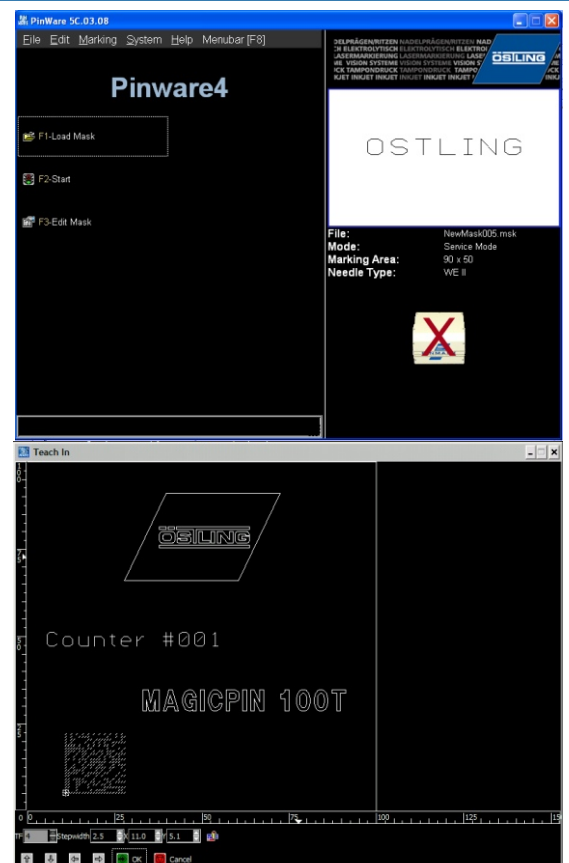 PinWare 5C.03.08
File Edit Marking System Help Menubar [F8]
Pinware4
F1-Load Mask
F2-Start
F3-Edit Mask
ÖSTLING
OSTLING
File: NewMask005.msk
Mode: Service Mode
Marking Area: 90 x 50
Needle Type: WE II
X
Teach In
ÖSTLING
Counter #001
MAGICPIN 100T
0 0 25 50 75 100 125
TF 4 Stepwidth 2.5 X 11.0 Y 5.1
OK Cancel